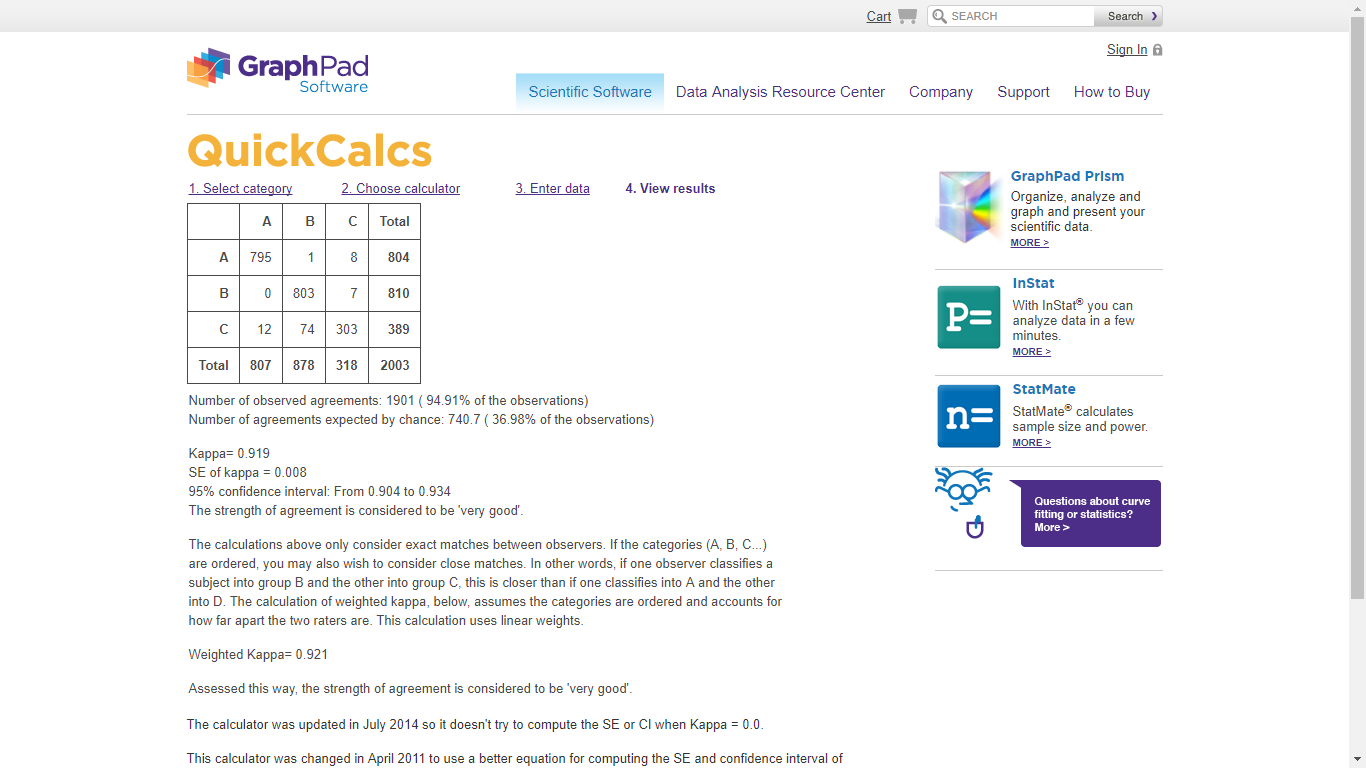 Cart
SEARCH
Search ❯
Sign In
GraphPad
Software
Scientific Software Data Analysis Resource Center Company Support How to Buy
QuickCalcs
1. Select category 2. Choose calculator 3. Enter data 4. View results
A B C Total
A 795 1 8 804
B 0 803 7 810
C 12 74 303 389
Total 807 878 318 2003
Number of observed agreements: 1901 ( 94.91% of the observations)
Number of agreements expected by chance: 740.7 ( 36.98% of the observations)
Kappa= 0.919
SE of kappa = 0.008
95% confidence interval: From 0.904 to 0.934
The strength of agreement is considered to be 'very good'.
The calculations above only consider exact matches between observers. If the categories (A, B, C...)
are ordered, you may also wish to consider close matches. In other words, if one observer classifies a
subject into group B and the other into group C, this is closer than if one classifies into A and the other
into D. The calculation of weighted kappa, below, assumes the categories are ordered and accounts for
how far apart the two raters are. This calculation uses linear weights.
Weighted Kappa= 0.921
Assessed this way, the strength of agreement is considered to be 'very good'.
The calculator was updated in July 2014 so it doesn't try to compute the SE or CI when Kappa = 0.0.
This calculator was changed in April 2011 to use a better equation for computing the SE and confidence interval of
GraphPad Prism
Organize, analyze and
graph and present your
scientific data.
MORE >
P=
InStat
With InStat® you can
analyze data in a few
minutes.
MORE >
n=
StatMate
StatMate® calculates
sample size and power.
MORE >
Questions about curve
fitting or statistics?
More >